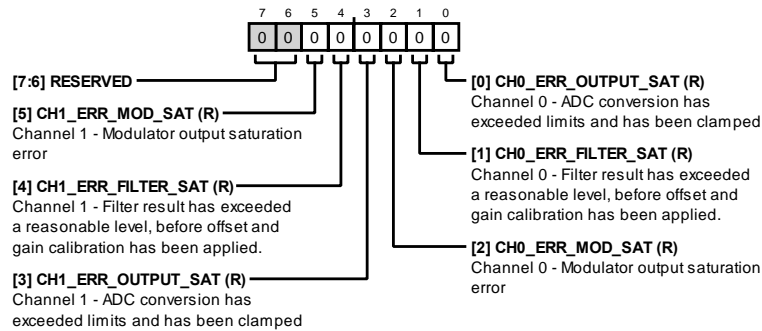 7 6 5 4 3 2 1 0
0 0 0 0 0 0 0 0
[7:6] RESERVED
[5] CH1_ERR_MOD_SAT (R)
Channel 1 - Modulator output saturation
error
[4] CH1_ERR_FILTER_SAT (R)
Channel 1 - Filter result has exceeded
a reasonable level, before offset and
gain calibration has been applied.
[3] CH1_ERR_OUTPUT_SAT (R)
Channel 1 - ADC conversion has
exceeded limits and has been clamped
[0] CH0_ERR_OUTPUT_SAT (R)
Channel 0 - ADC conversion has
exceeded limits and has been clamped
[1] CH0_ERR_FILTER_SAT (R)
Channel 0 - Filter result has exceeded
a reasonable level, before offset and
gain calibration has been applied.
[2] CH0_ERR_MOD_SAT (R)
Channel 0 - Modulator output saturation
error